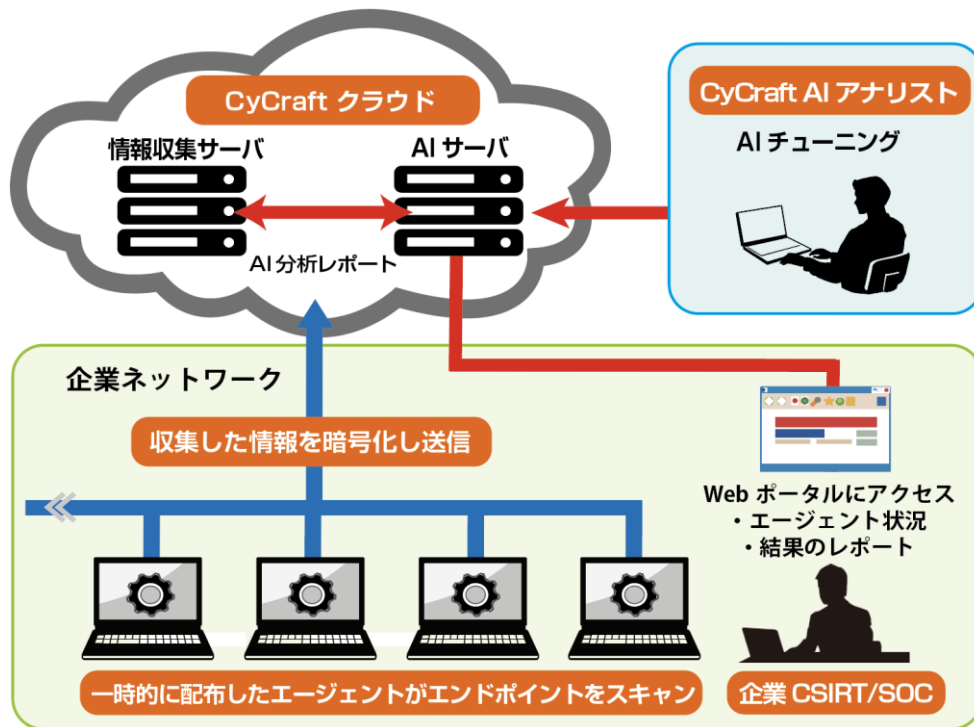 CyCraft クラウド
情報収集サーバ
AI サーバ
AI分析レポート
CyCraft AI アナリスト
AI チューニング
企業ネットワーク
収集した情報を暗号化し送信
Web ポータルにアクセス
・エージェント状況
・結果のレポート
一時的に配布したエージェントがエンドポイントをスキャン
企業 CSIRT/SOC